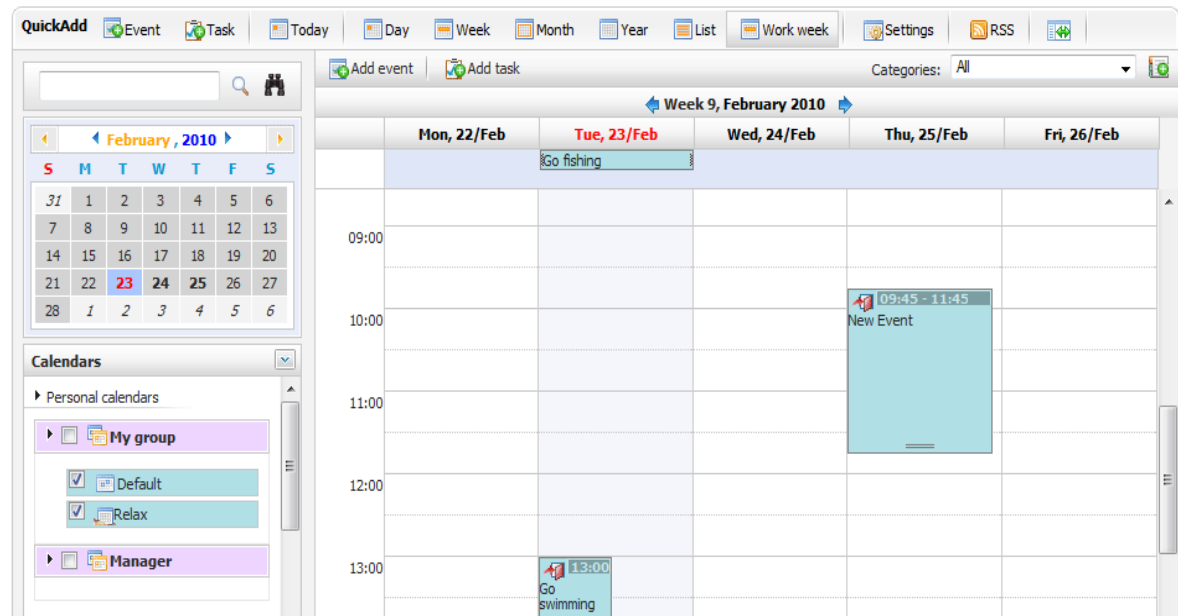 QuickAdd Event Task Today Day Week Month Year List Work week Settings RSS
Add event Add task Categories: All
Week 9, February 2010
Mon, 22/Feb Tue, 23/Feb Wed, 24/Feb Thu, 25/Feb Fri, 26/Feb
Go fishing
February , 2010
S M T W T F S
31 1 2 3 4 5 6
7 8 9 10 11 12 13
14 15 16 17 18 19 20
21 22 23 24 25 26 27
28 1 2 3 4 5 6
Calendars
Personal calendars
My group
Default
Relax
Manager
09:00
09:45 - 11:45
10:00
New Event
11:00
12:00
13:00
13:00
Go
swimming